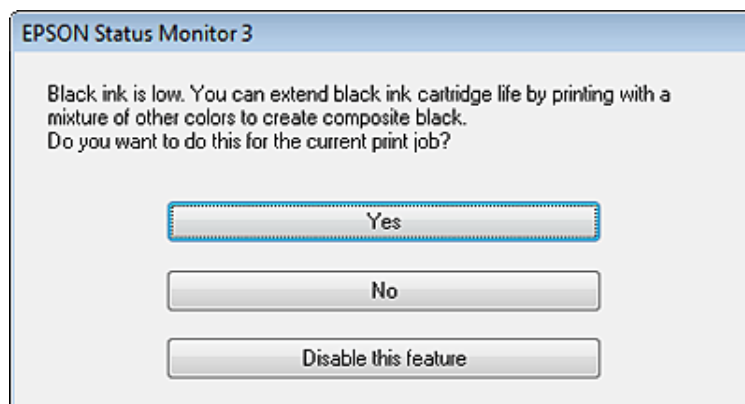 EPSON Status Monitor 3
Black ink is low. You can extend black ink cartridge life by printing with a
mixture of other colors to create composite black.
Do you want to do this for the current print job?
Yes
No
Disable this feature